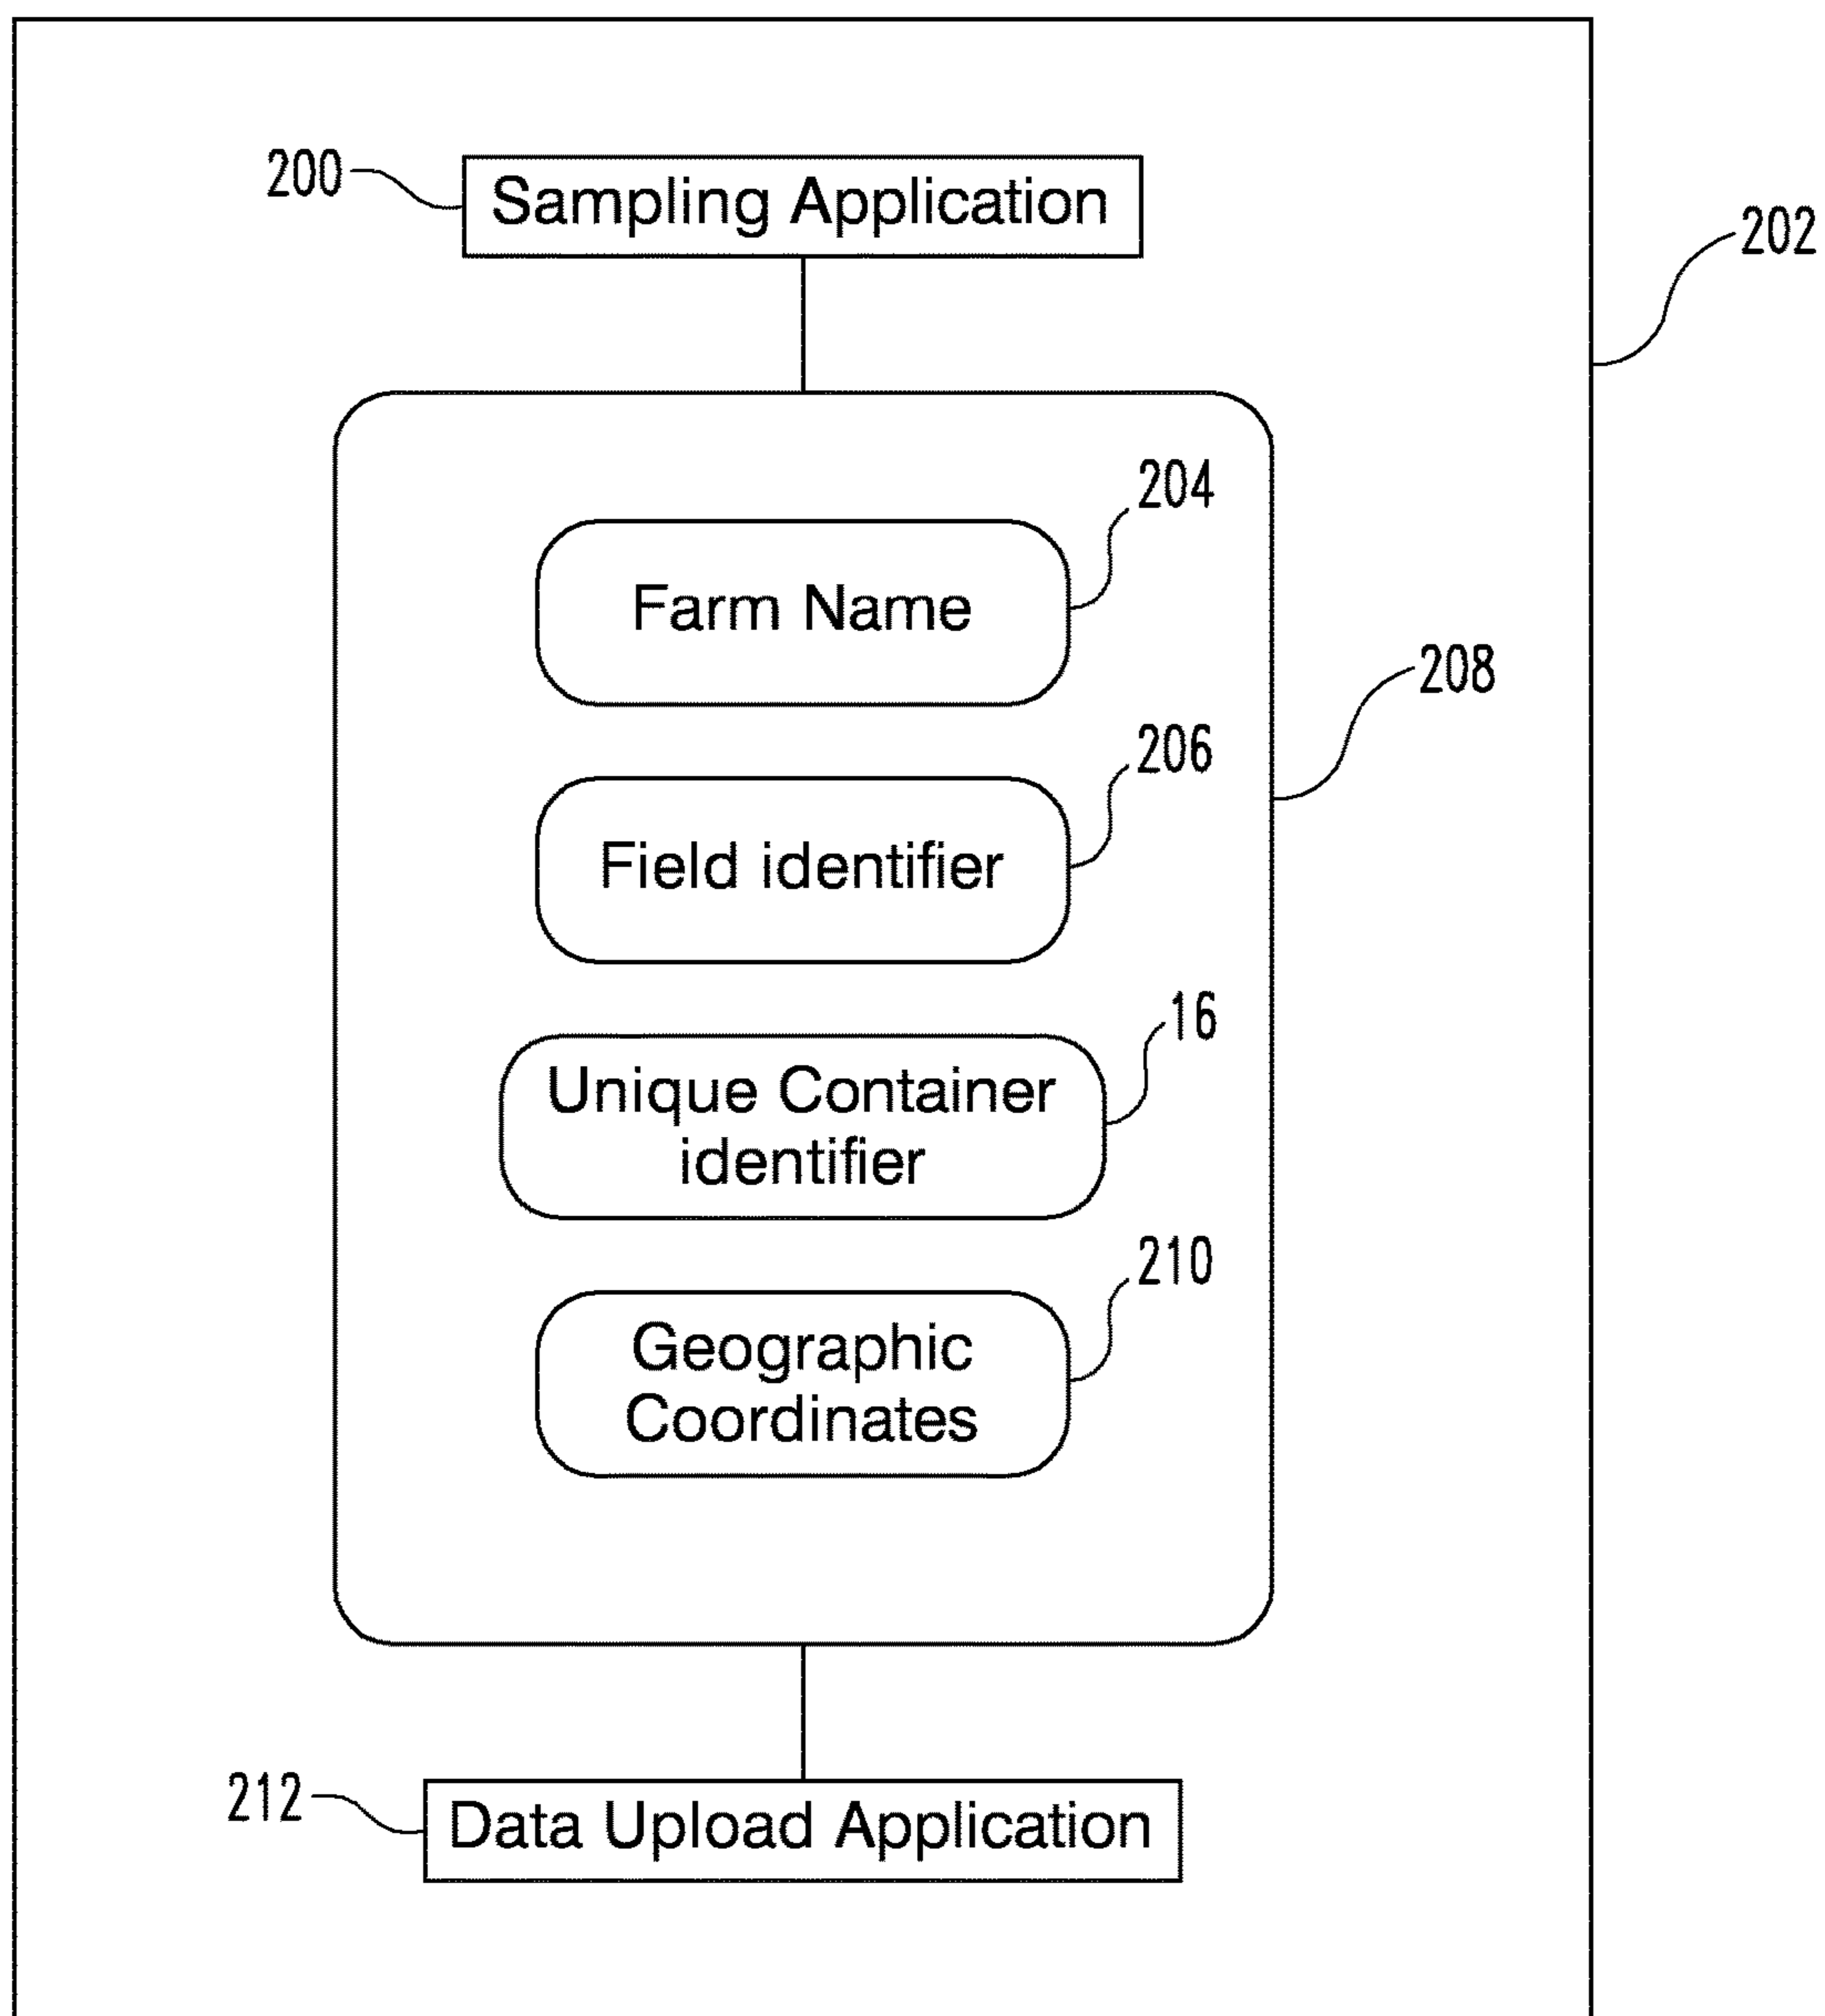 200
Sampling Application
202
204
Farm Name
208
206
Field identifier
16
Unique Container
identifier
210
Geographic
Coordinates
212
Data Upload Application